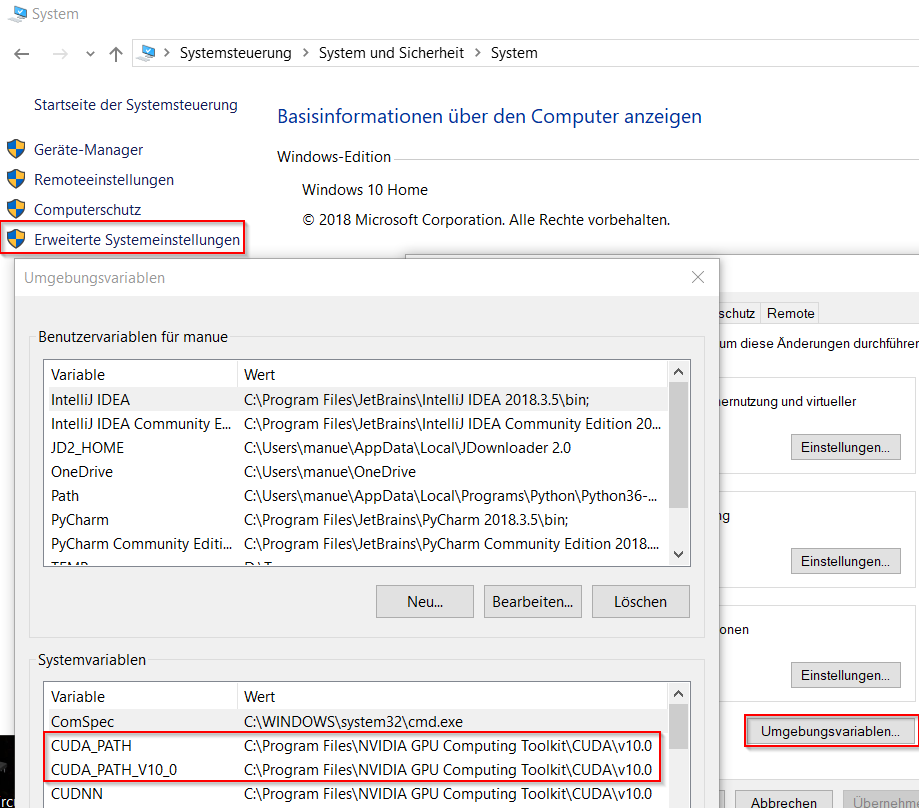 System
Systemsteuerung > System und Sicherheit > System
Startseite der Systemsteuerung
Geräte-Manager
Remoteeinstellungen
Computerschutz
Erweiterte Systemeinstellungen
Basisinformationen über den Computer anzeigen
Windows-Edition
Windows 10 Home
© 2018 Microsoft Corporation. Alle Rechte vorbehalten.
Umgebungsvariablen
Benutzervariablen für manue
Variable Wert
IntelliJ IDEA C:\Program Files\JetBrains\IntelliJ IDEA 2018.3.5\bin;
IntelliJ IDEA Community E... C:\Program Files\JetBrains\IntelliJ IDEA Community Edition 20...
JD2_HOME C:\Users\manue\AppData\Local\JDownloader 2.0
OneDrive C:\Users\manue\OneDrive
Path C:\Users\manue\AppData\Local\Programs\Python\Python36-...
PyCharm C:\Program Files\JetBrains\PyCharm 2018.3.5\bin;
PyCharm Community Editi... C:\Program Files\JetBrains\PyCharm Community Edition 2018....
Neu... Bearbeiten... Löschen
Systemvariablen
Variable Wert
ComSpec C:\WINDOWS\system32\cmd.exe
CUDA_PATH C:\Program Files\NVIDIA GPU Computing Toolkit\CUDA\v10.0
CUDA_PATH_V10_0 C:\Program Files\NVIDIA GPU Computing Toolkit\CUDA\v10.0
CUDNN C:\Program Files\NVIDIA GPU Computing Toolkit\CUDA\v10.0
schutz Remote
um diese Änderungen durchführen
ernutzung und virtueller
Einstellungen...
ng
Einstellungen...
onen
Einstellungen...
Umgebungsvariablen...
Abbrechen Übernehm